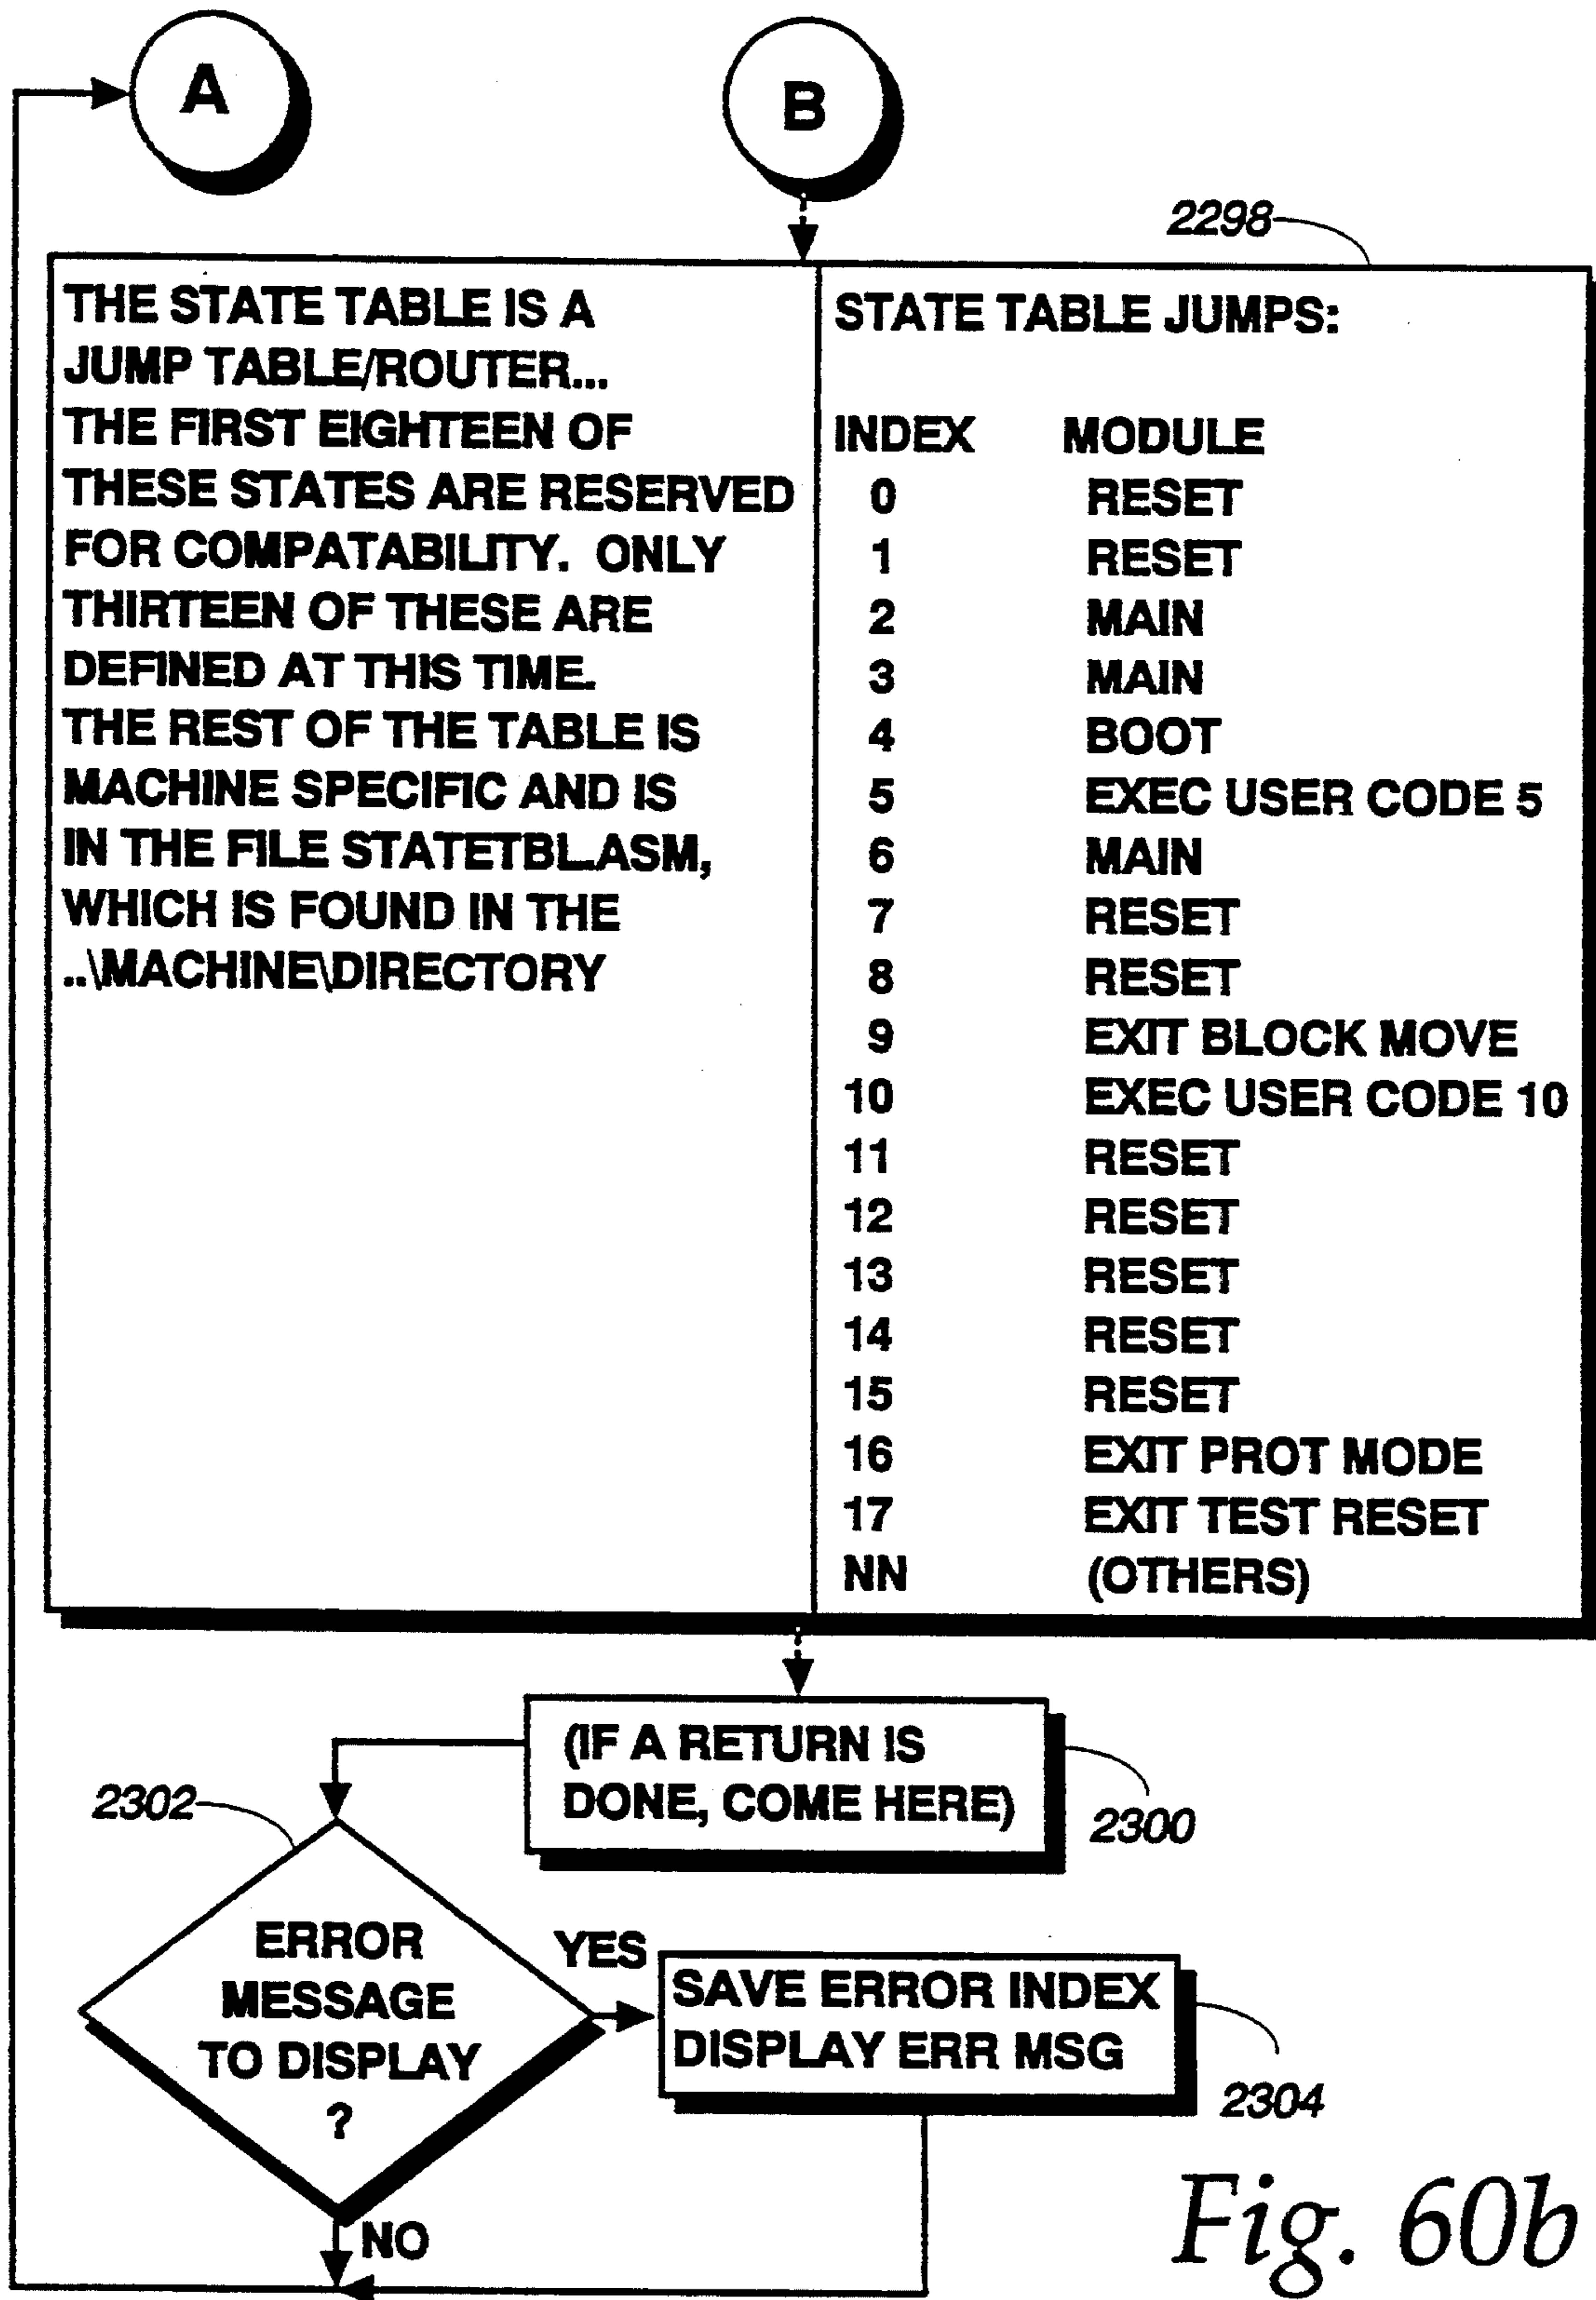 A
B
2298
THE STATE TABLE IS A
JUMP TABLE/ROUTER...
THE FIRST EIGHTEEN OF
THESE STATES ARE RESERVED
FOR COMPATABILITY. ONLY
THIRTEEN OF THESE ARE
DEFINED AT THIS TIME.
THE REST OF THE TABLE IS
MACHINE SPECIFIC AND IS
IN THE FILE STATETBL.ASM,
WHICH IS FOUND IN THE
..\MACHINE\DIRECTORY
STATE TABLE JUMPS:
INDEX MODULE
0 RESET
1 RESET
2 MAIN
3 MAIN
4 BOOT
5 EXEC USER CODE 5
6 MAIN
7 RESET
8 RESET
9 EXIT BLOCK MOVE
10 EXEC USER CODE 10
11 RESET
12 RESET
13 RESET
14 RESET
15 RESET
16 EXIT PROT MODE
17 EXIT TEST RESET
NN (OTHERS)
(IF A RETURN IS
DONE, COME HERE)
2300
2302
ERROR
MESSAGE
TO DISPLAY
?
YES
SAVE ERROR INDEX
DISPLAY ERR MSG
2304
NO
Fig. 60b